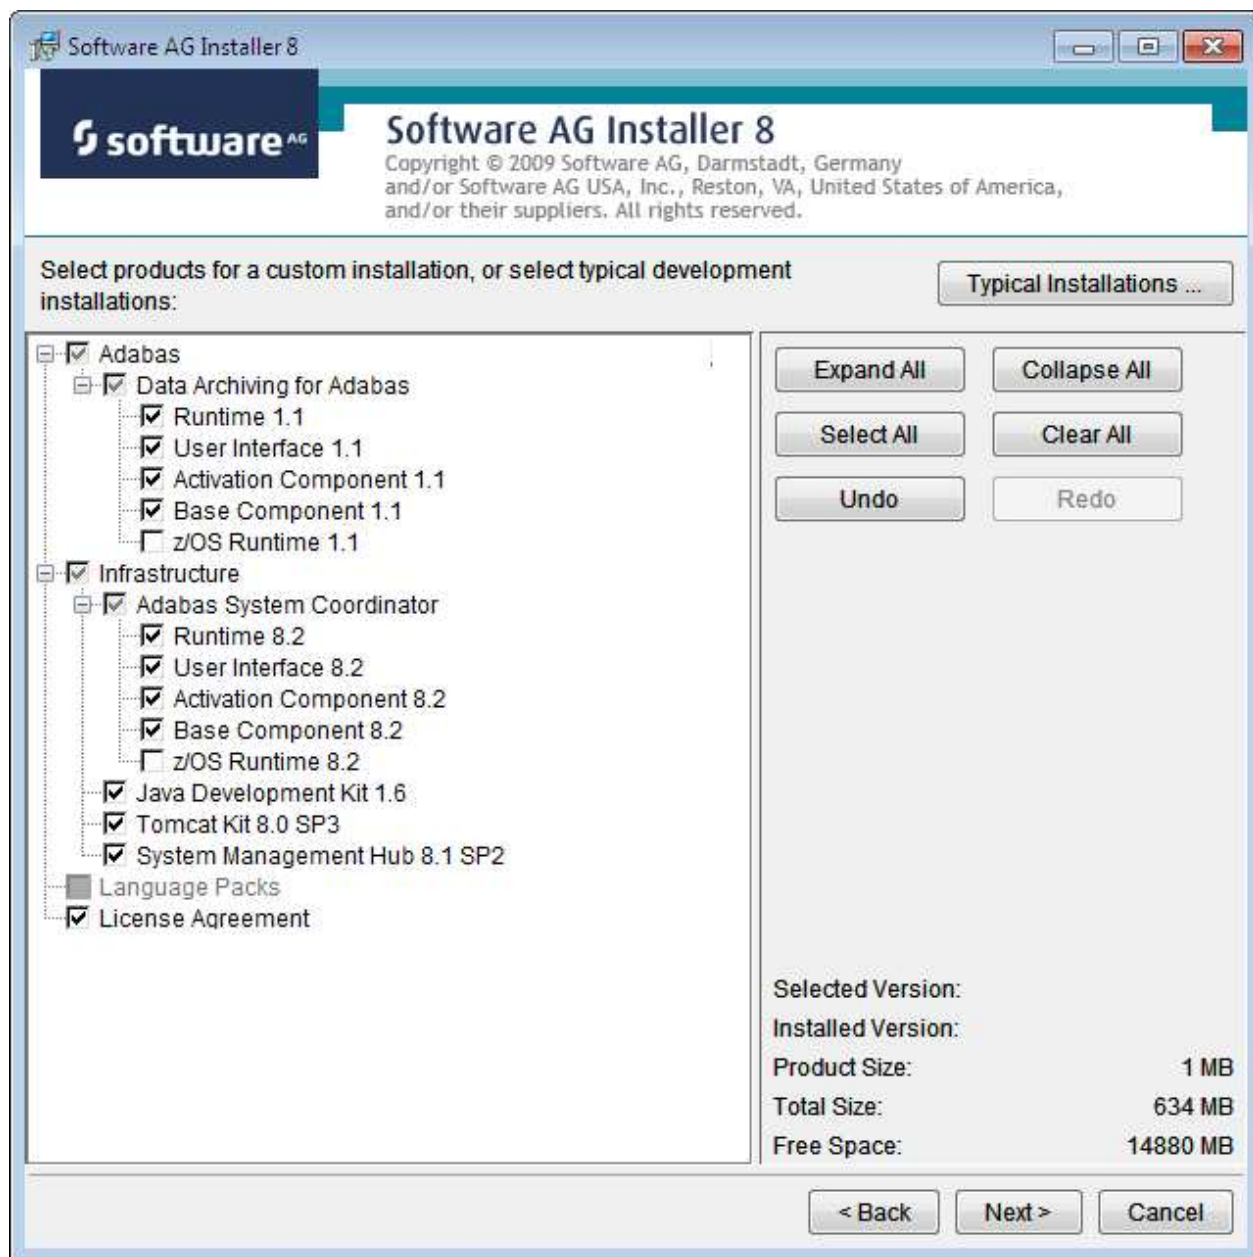 Software AG Installer 8
software AG
Software AG Installer 8
Copyright © 2009 Software AG, Darmstadt, Germany
and/or Software AG USA, Inc., Reston, VA, United States of America,
and/or their suppliers. All rights reserved.
Select products for a custom installation, or select typical development
installations:
Typical Installations ...
Adabas
Data Archiving for Adabas
Runtime 1.1
User Interface 1.1
Activation Component 1.1
Base Component 1.1
z/OS Runtime 1.1
Infrastructure
Adabas System Coordinator
Runtime 8.2
User Interface 8.2
Activation Component 8.2
Base Component 8.2
z/OS Runtime 8.2
Java Development Kit 1.6
Tomcat Kit 8.0 SP3
System Management Hub 8.1 SP2
Language Packs
License Agreement
Expand All
Collapse All
Select All
Clear All
Undo
Redo
Selected Version:
Installed Version:
Product Size: 1 MB
Total Size: 634 MB
Free Space: 14880 MB
< Back
Next >
Cancel